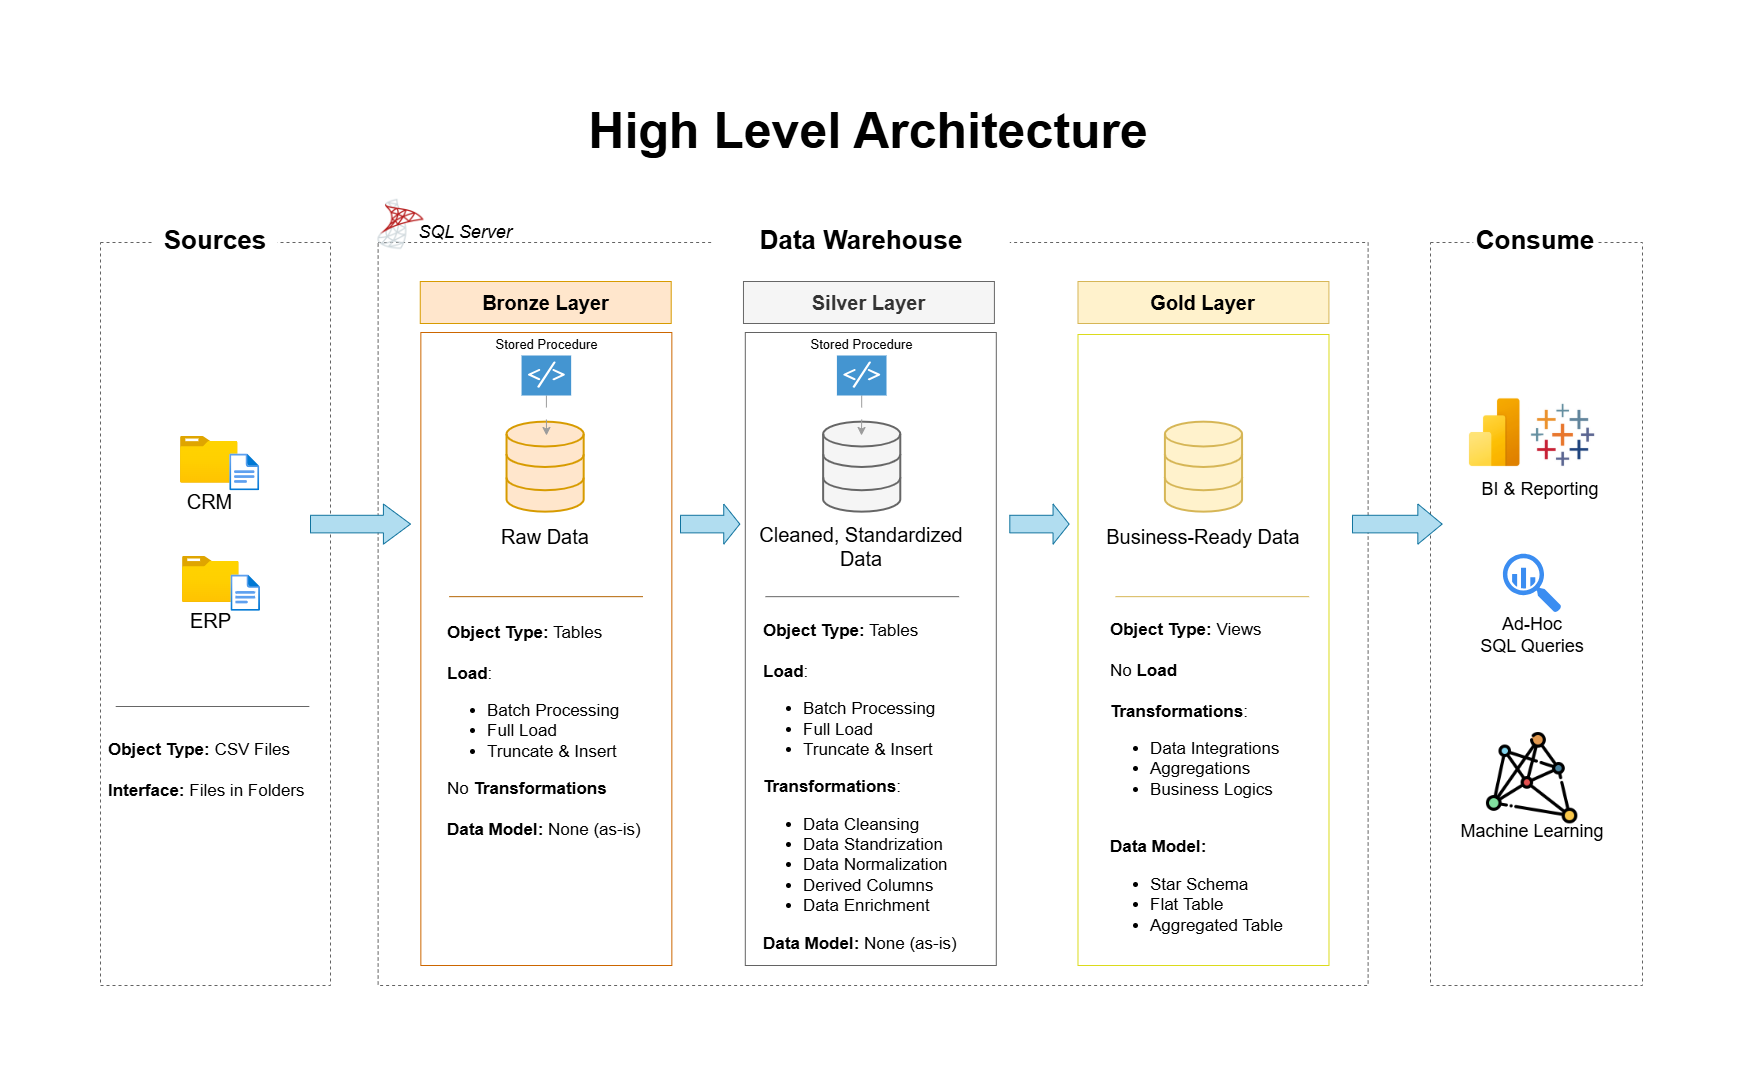 High Level Architecture
Sources
CRM
ERP
Object Type: CSV Files
Interface: Files in Folders
SQL Server
Data Warehouse
Bronze Layer
Stored Procedure
</>
Raw Data
Object Type: Tables
Load:
• Batch Processing
• Full Load
• Truncate & Insert
No Transformations
Data Model: None (as-is)
Silver Layer
Stored Procedure
</>
Cleaned, Standardized
Data
Object Type: Tables
Load:
• Batch Processing
• Full Load
• Truncate & Insert
Transformations:
• Data Cleansing
• Data Standrization
• Data Normalization
• Derived Columns
• Data Enrichment
Data Model: None (as-is)
Gold Layer
Business-Ready Data
Object Type: Views
No Load
Transformations:
• Data Integrations
• Aggregations
• Business Logics
Data Model:
• Star Schema
• Flat Table
• Aggregated Table
Consume
BI & Reporting
Ad-Hoc
SQL Queries
Machine Learning